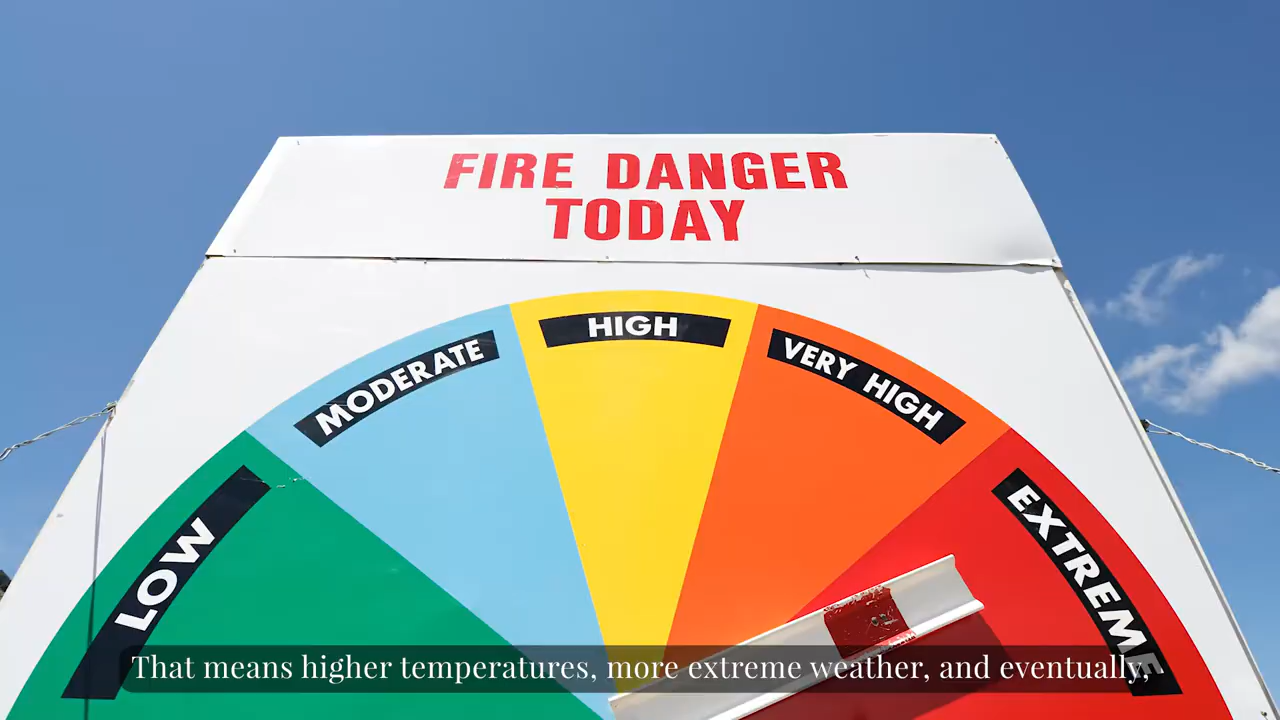 FIRE DANGER
TODAY
LOW
MODERATE
HIGH
VERY HIGH
EXTREME
That means higher temperatures, more extreme weather, and eventually,